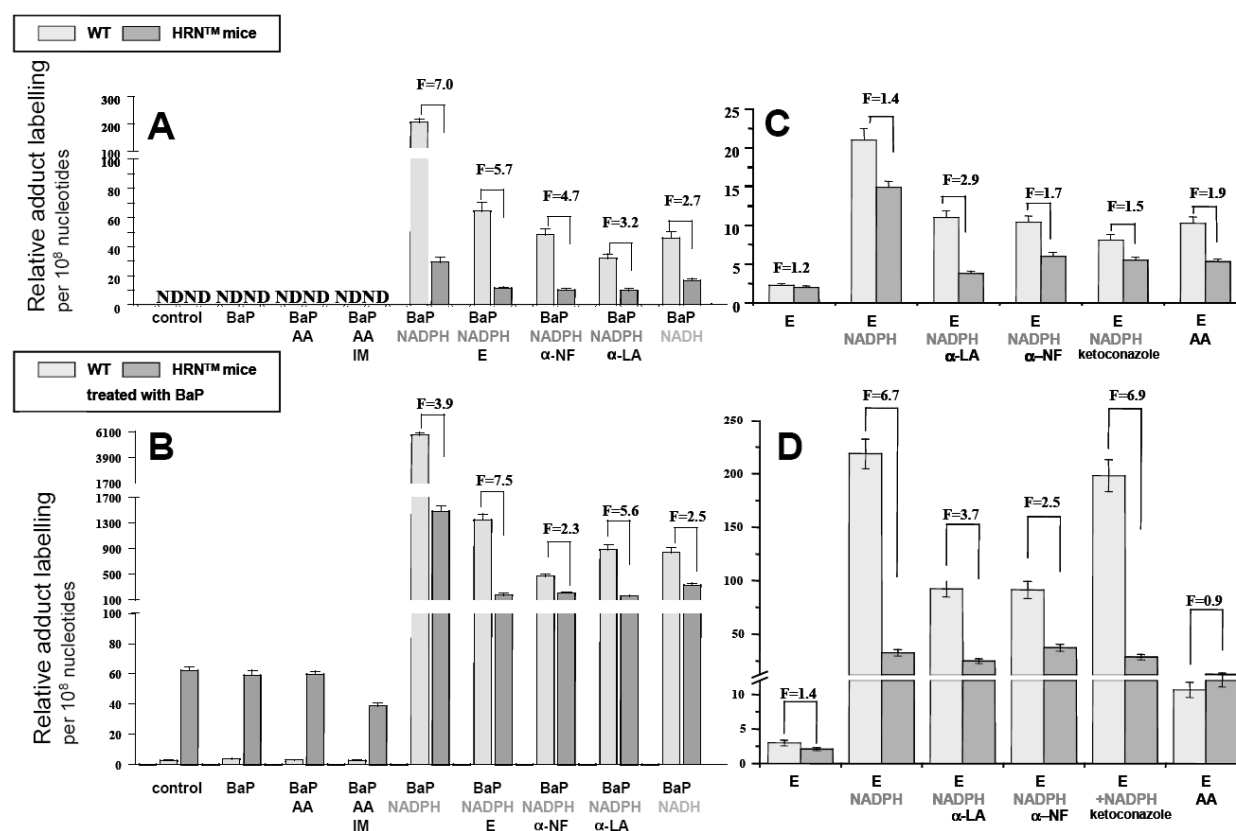 WT HRN™ mice
Relative adduct labelling
per 10⁸ nucleotides
A
300
200
100
100
80
60
40
20
0
F=7.0
F=5.7
F=4.7
F=3.2
F=2.7
NDND NDND NDND NDND
control BaP BaP BaP BaP BaP BaP BaP BaP
AA AA NADPH NADPH NADPH NADPH NADH
IM E α-NF α-LA
C
25
20
15
10
5
0
F=1.2
F=1.4
F=2.9
F=1.7
F=1.5
F=1.9
E E E E E E
NADPH NADPH NADPH NADPH AA
α-LA α–NF ketoconazole
WT HRN™ mice
treated with BaP
Relative adduct labelling
per 10⁸ nucleotides
B
6100
3900
1700
1700
1300
900
500
100
100
80
60
40
20
0
F=3.9
F=7.5
F=2.3
F=5.6
F=2.5
control BaP BaP BaP BaP BaP BaP BaP BaP
AA AA NADPH NADPH NADPH NADPH NADH
IM E α-NF α-LA
D
250
200
150
100
50
10
5
0
F=1.4
F=6.7
F=3.7
F=2.5
F=6.9
F=0.9
E E E E E E
NADPH NADPH NADPH +NADPH AA
α-LA α–NF ketoconazole